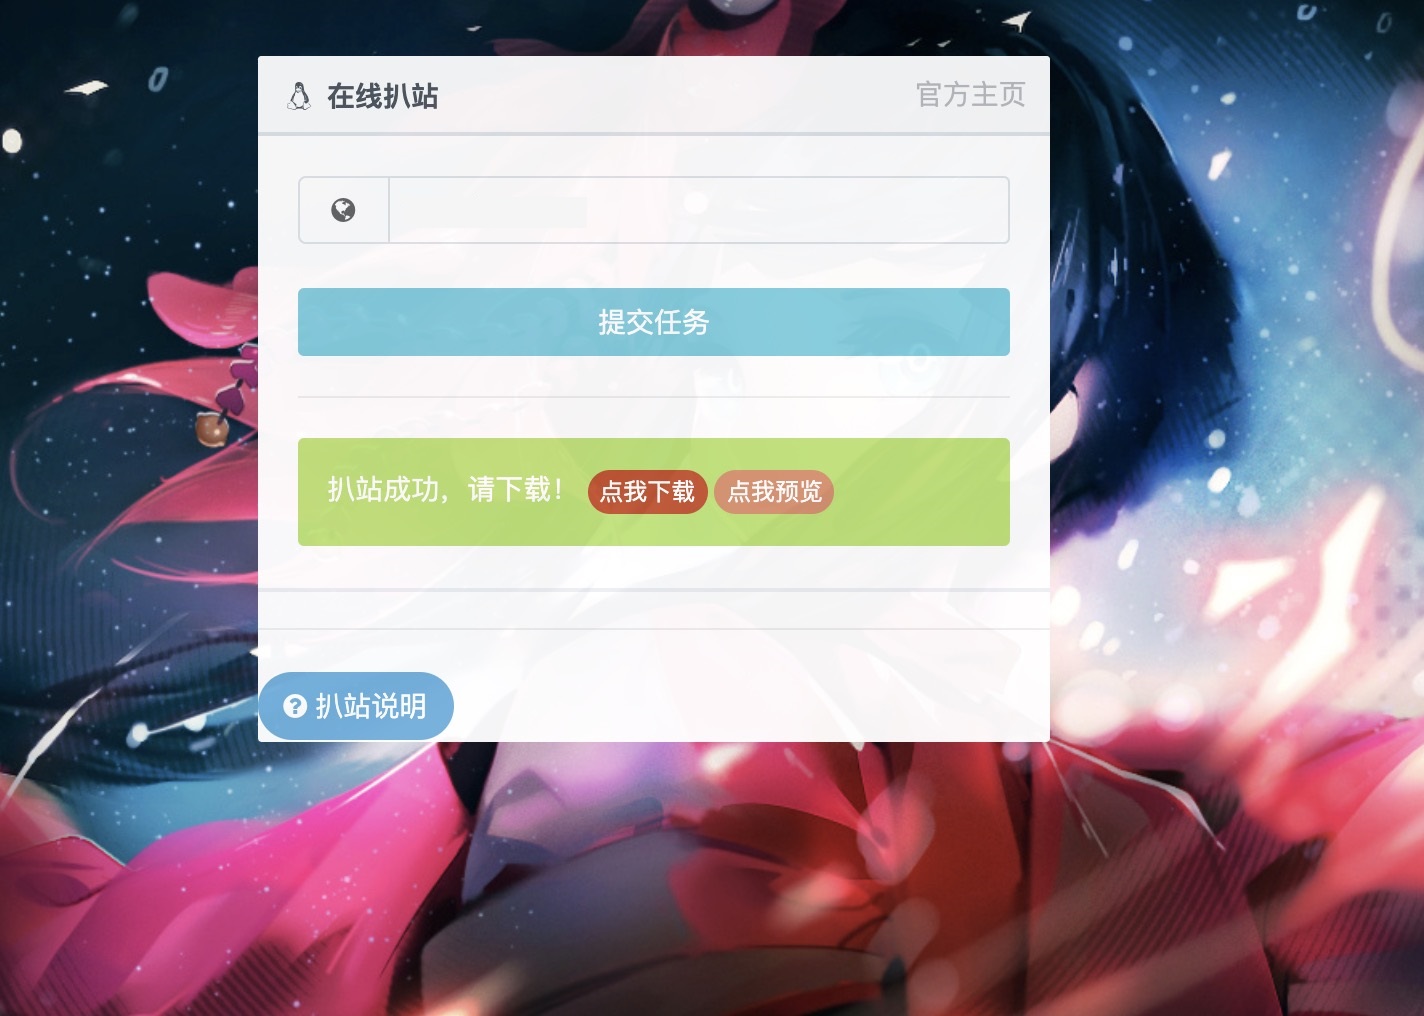 在线扒站
官方主页
提交任务
扒站成功，请下载！ 点我下载 点我预览
扒站说明